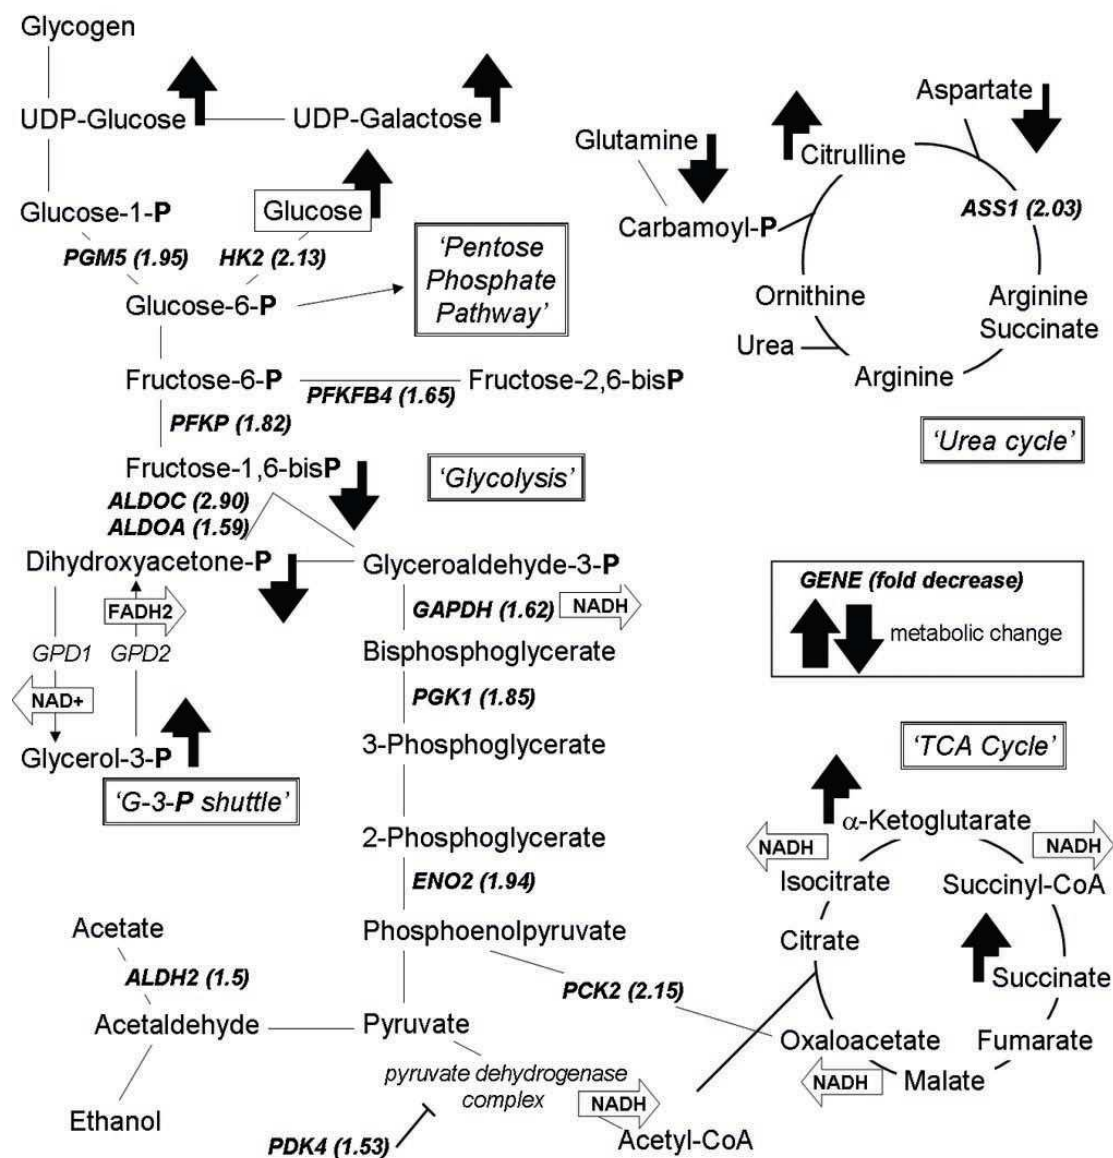 Glycogen
UDP-Glucose
UDP-Galactose
Glucose-1-P
Glucose
PGM5 (1.95)
HK2 (2.13)
'Pentose
Phosphate
Pathway'
Glucose-6-P
Fructose-6-P
PFKFB4 (1.65)
Fructose-2,6-bisP
PFKP (1.82)
Fructose-1,6-bisP
'Glycolysis'
ALDOC (2.90)
ALDOA (1.59)
Dihydroxyacetone-P
Glyceroaldehyde-3-P
FADH2
GAPDH (1.62)
NADH
GPD1
GPD2
Bisphosphoglycerate
NAD+
PGK1 (1.85)
Glycerol-3-P
3-Phosphoglycerate
'G-3-P shuttle'
2-Phosphoglycerate
ENO2 (1.94)
Acetate
Phosphoenolpyruvate
ALDH2 (1.5)
PCK2 (2.15)
Acetaldehyde
Pyruvate
pyruvate dehydrogenase
complex
NADH
Ethanol
PDK4 (1.53)
Acetyl-CoA
Aspartate
Glutamine
Citrulline
Carbamoyl-P
ASS1 (2.03)
Ornithine
Arginine
Succinate
Urea
Arginine
'Urea cycle'
GENE (fold decrease)
metabolic change
'TCA Cycle'
α-Ketoglutarate
NADH
NADH
Isocitrate
Succinyl-CoA
Citrate
Succinate
Oxaloacetate
Fumarate
NADH
Malate